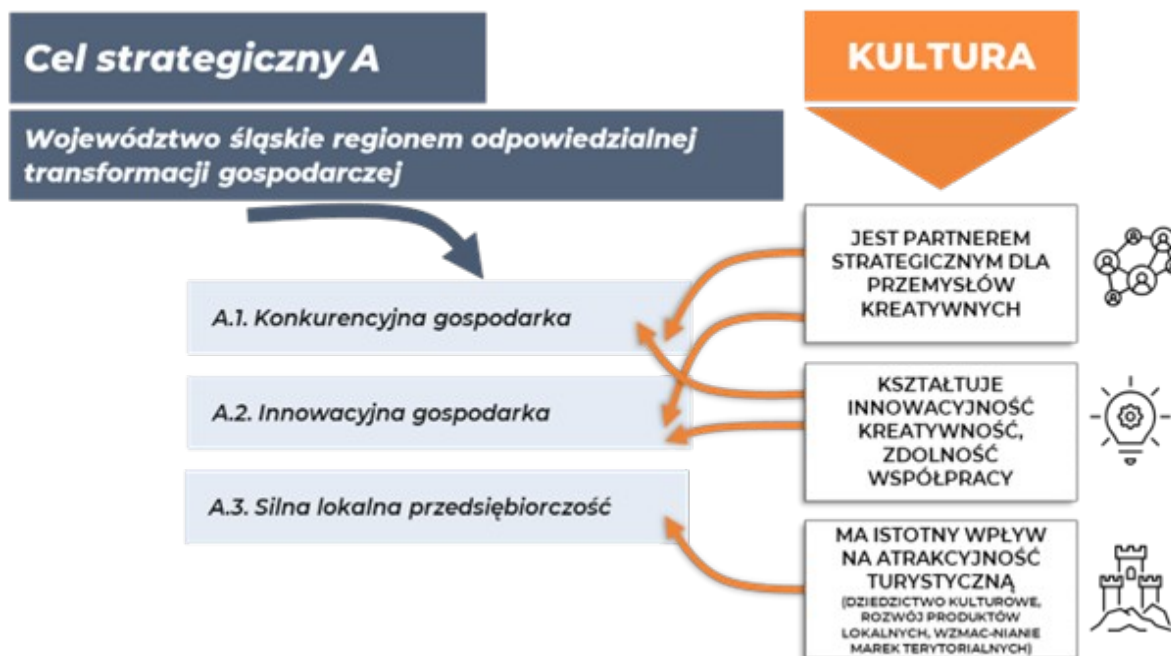 Cel strategiczny A
Województwo śląskie regionem odpowiedzialnej
transformacji gospodarczej
A.1. Konkurencyjna gospodarka
A.2. Innowacyjna gospodarka
A.3. Silna lokalna przedsiębiorczość
KULTURA
JEST PARTNEREM
STRATEGICZNYM DLA
PRZEMYSŁÓW
KREATYWNYCH
KSZTAŁTUJE
INNOWACYJNOŚĆ
KREATYWNOŚĆ,
ZDOLNOŚĆ
WSPÓŁPRACY
MA ISTOTNY WPŁYW
NA ATRAKCYJNOŚĆ
TURYSTYCZNĄ
(DZIEDZICTWO KULTUROWE,
ROZWÓJ PRODUKTÓW
LOKALNYCH, WZMAC-NIANIE
MAREK TERYTORIALNYCH)